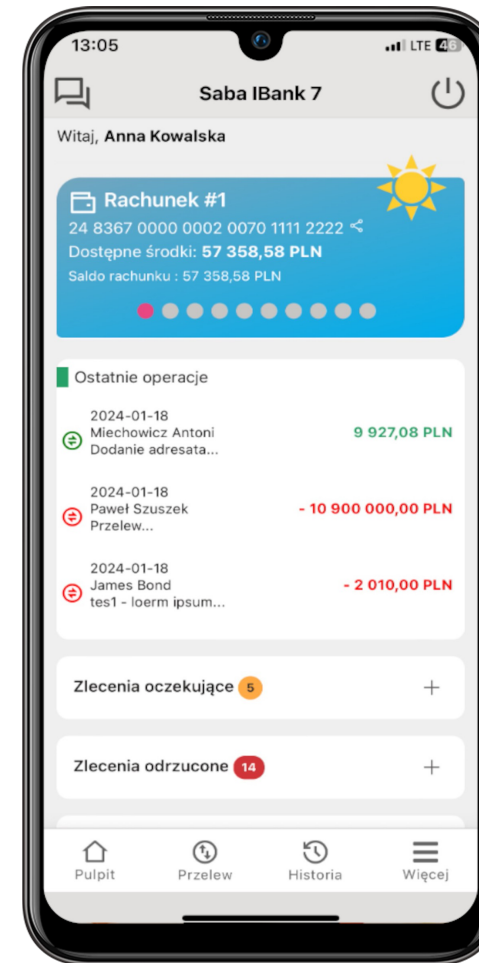 13:05
LTE 46
Saba IBank 7
Witaj, Anna Kowalska
Rachunek #1
24 8367 0000 0002 0070 1111 2222
Dostępne środki: 57 358,58 PLN
Saldo rachunku : 57 358,58 PLN
Ostatnie operacje
2024-01-18
Miechowicz Antoni
9 927,08 PLN
Dodanie adresata...
2024-01-18
Paweł Szuszek
- 10 900 000,00 PLN
Przelew...
2024-01-18
James Bond
- 2 010,00 PLN
tes1 - loerm ipsum...
Zlecenia oczekujące 5
Zlecenia odrzucone 14
Pulpit
Przelew
Historia
Więcej